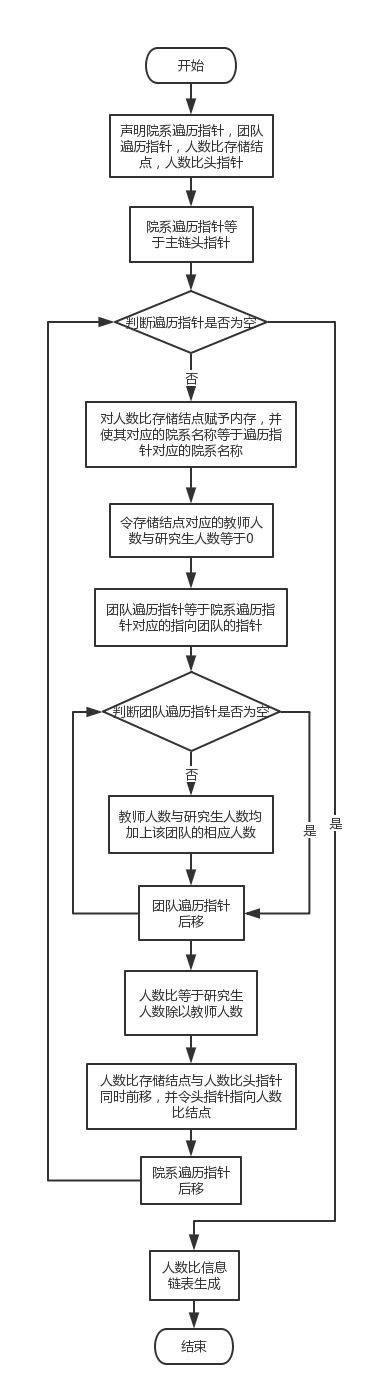 开始
声明院系遍历指针，团队
遍历指针，人数比存储结
点，人数比头指针
院系遍历指针等
于主链头指针
判断遍历指针是否为空
否
对人数比存储结点赋予内存，并
使其对应的院系名称等于遍历指
针对应的院系名称
令存储结点对应的教师人
数与研究生人数等于0
团队遍历指针等于院系遍历指
针对应的指向团队的指针
判断团队遍历指针是否为空
否
教师人数与研究生人数均
加上该团队的相应人数
是
是
团队遍历指针
后移
人数比等于研究生
人数除以教师人数
人数比存储结点与人数比头指针
同时前移，并令头指针指向人数
比结点
院系遍历指针
后移
人数比信息
链表生成
结束